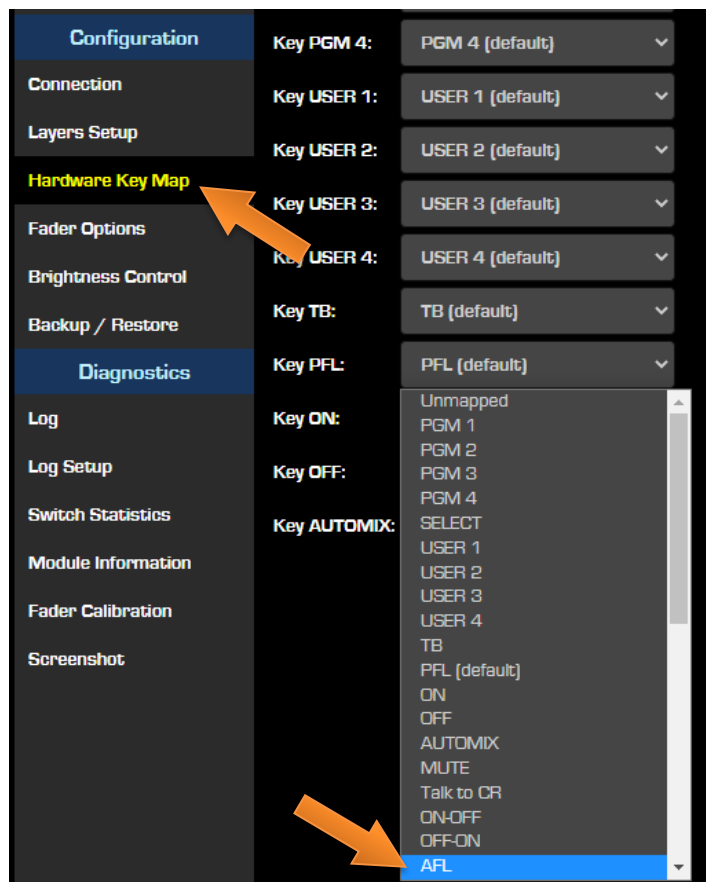 Configuration
Connection
Layers Setup
Hardware Key Map
Fader Options
Brightness Control
Backup / Restore
Diagnostics
Log
Log Setup
Switch Statistics
Module Information
Fader Calibration
Screenshot
Key PGM 4: PGM 4 (default)
Key USER 1: USER 1 (default)
Key USER 2: USER 2 (default)
Key USER 3: USER 3 (default)
Key USER 4: USER 4 (default)
Key TB: TB (default)
Key PFL: PFL (default)
Key ON:
Key OFF:
Key AUTOMIX:
Unmapped
PGM 1
PGM 2
PGM 3
PGM 4
SELECT
USER 1
USER 2
USER 3
USER 4
TB
PFL (default)
ON
OFF
AUTOMIX
MUTE
Talk to CR
ON-OFF
OFF-ON
AFL